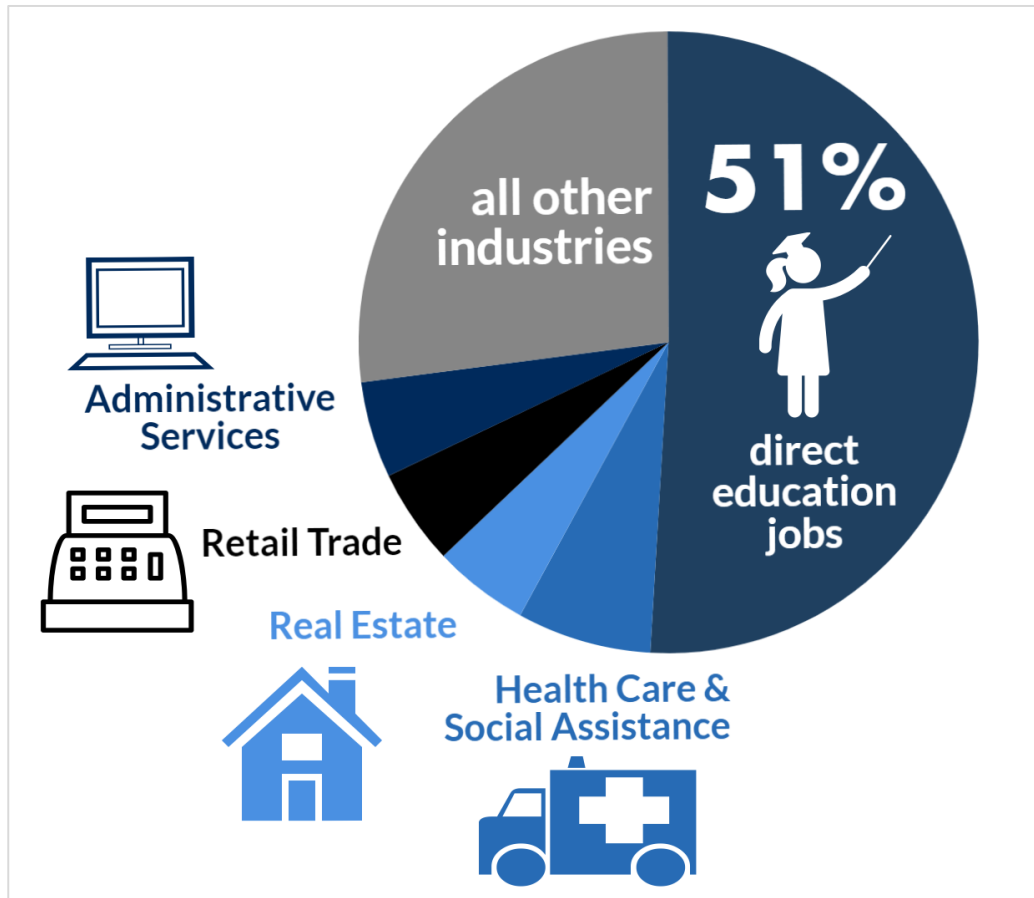 51%
direct
education
jobs
all other
industries
Administrative
Services
Retail Trade
Real Estate
Health Care &
Social Assistance